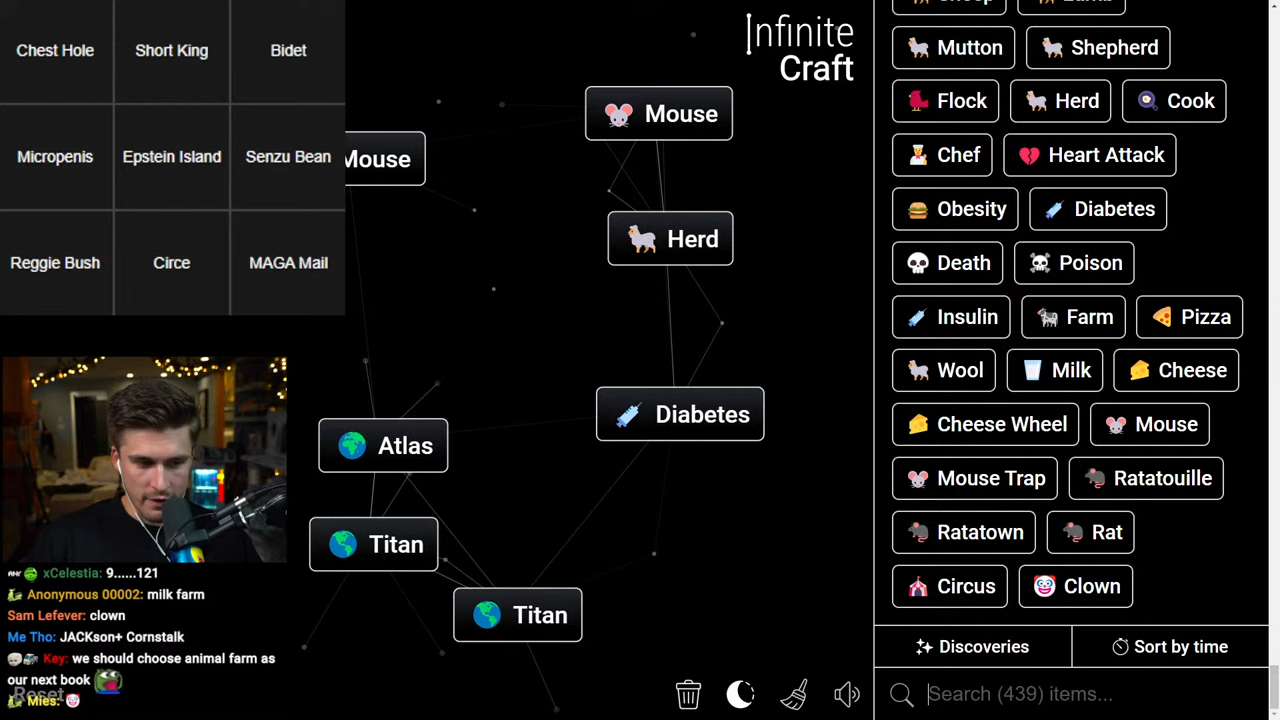 Chest Hole Short King Bidet
Micropenis Epstein Island Senzu Bean
Reggie Bush Circe MAGA Mail
Infinite
Craft
Mouse
Mouse
Herd
Diabetes
Atlas
Titan
Titan
Mutton Shepherd
Flock Herd Cook
Chef Heart Attack
Obesity Diabetes
Death Poison
Insulin Farm Pizza
Wool Milk Cheese
Cheese Wheel Mouse
Mouse Trap Ratatouille
Ratatown Rat
Circus Clown
Discoveries Sort by time
Search (439) items...
xCelestia: 9......121
Anonymous 00002: milk farm
Sam Lefever: clown
Me Tho: JACKson+ Cornstalk
Key: we should choose animal farm as
our next book
Reset
Mies: